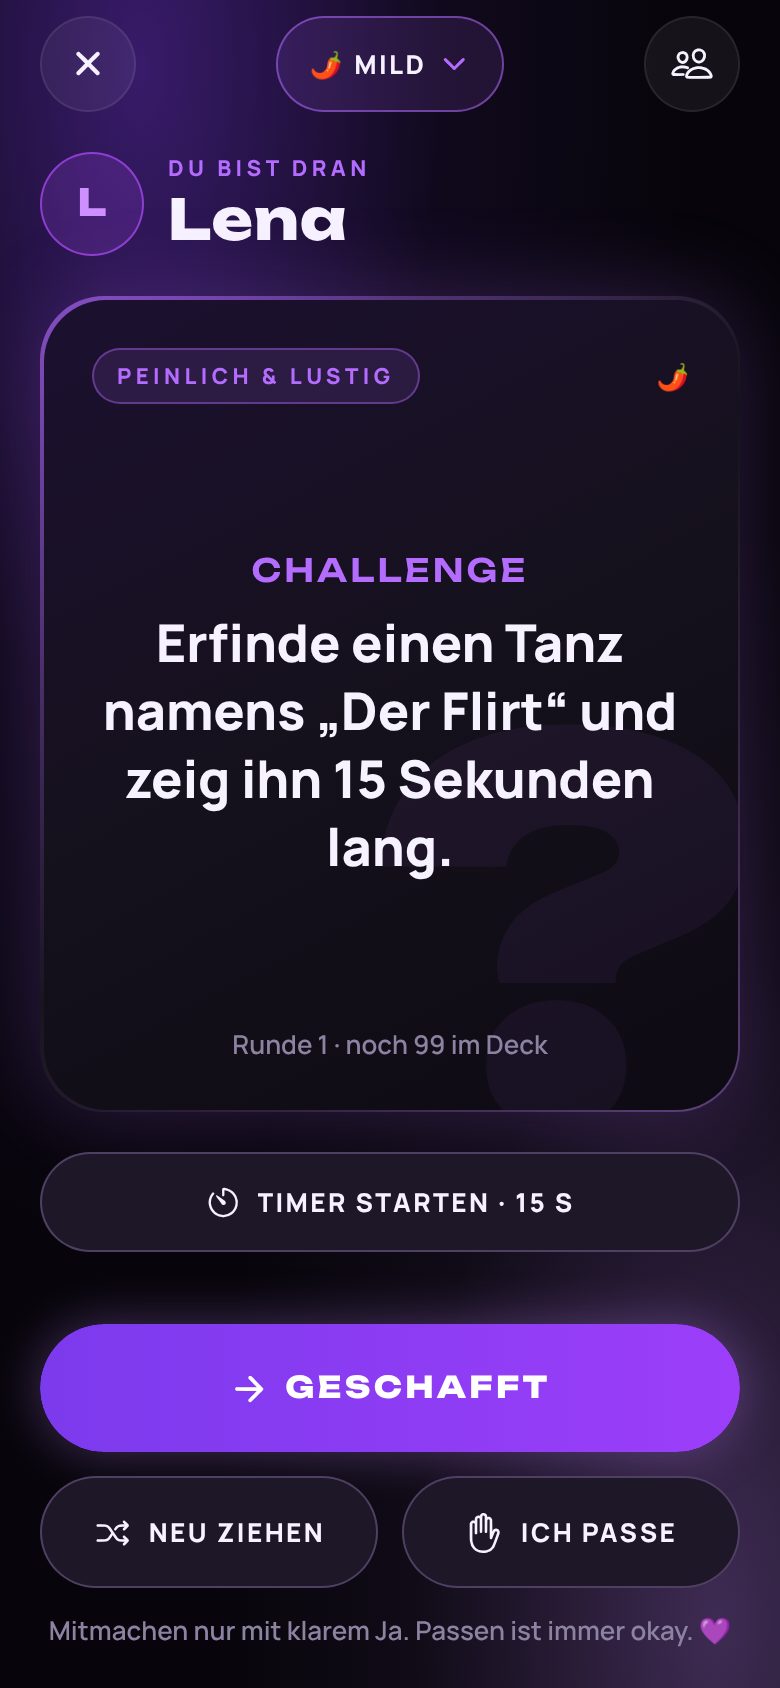 🌶️ MILD
L
DU BIST DRAN
Lena
PEINLICH & LUSTIG 🌶️
CHALLENGE
Erfinde einen Tanz
namens „Der Flirt“ und
zeig ihn 15 Sekunden
lang.
?
Runde 1 · noch 99 im Deck
TIMER STARTEN · 15 S
→ GESCHAFFT
NEU ZIEHEN
ICH PASSE
Mitmachen nur mit klarem Ja. Passen ist immer okay. 💜